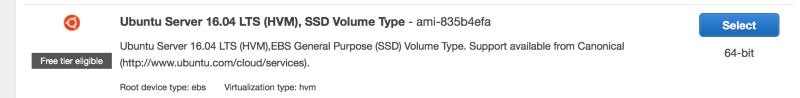 Ubuntu Server 16.04 LTS (HVM), SSD Volume Type - ami-835b4efa
Select
Ubuntu Server 16.04 LTS (HVM),EBS General Purpose (SSD) Volume Type. Support available from Canonical
64-bit
Free tier eligible
(http://www.ubuntu.com/cloud/services).
Root device type: ebs Virtualization type: hvm